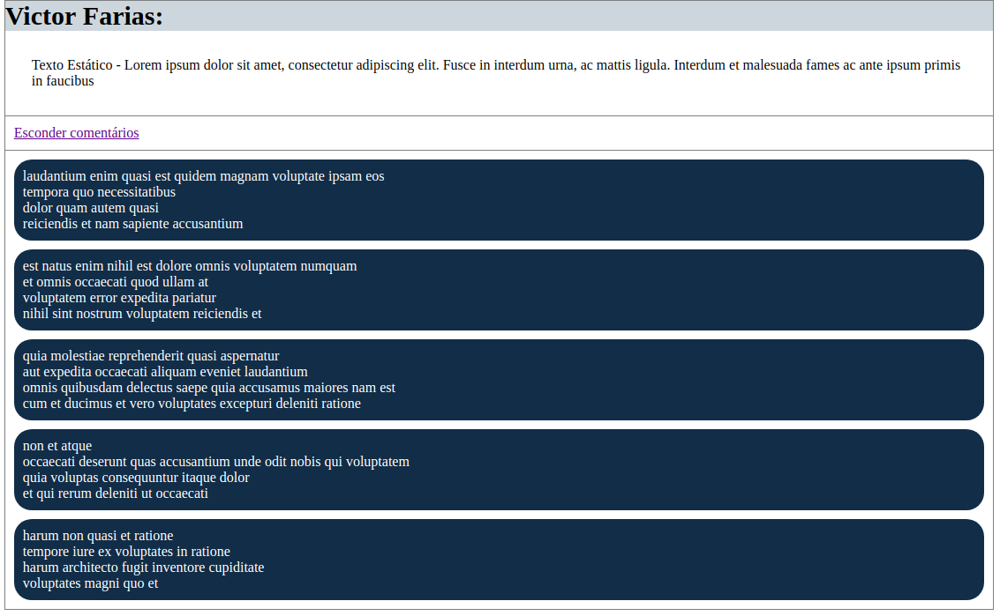 Victor Farias:
Texto Estático - Lorem ipsum dolor sit amet, consectetur adipiscing elit. Fusce in interdum urna, ac mattis ligula. Interdum et malesuada fames ac ante ipsum primis
in faucibus
Esconder comentários
laudantium enim quasi est quidem magnam voluptate ipsam eos
tempora quo necessitatibus
dolor quam autem quasi
reiciendis et nam sapiente accusantium
est natus enim nihil est dolore omnis voluptatem numquam
et omnis occaecati quod ullam at
voluptatem error expedita pariatur
nihil sint nostrum voluptatem reiciendis et
quia molestiae reprehenderit quasi aspernatur
aut expedita occaecati aliquam eveniet laudantium
omnis quibusdam delectus saepe quia accusamus maiores nam est
cum et ducimus et vero voluptates excepturi deleniti ratione
non et atque
occaecati deserunt quas accusantium unde odit nobis qui voluptatem
quia voluptas consequuntur itaque dolor
et qui rerum deleniti ut occaecati
harum non quasi et ratione
tempore iure ex voluptates in ratione
harum architecto fugit inventore cupiditate
voluptates magni quo et